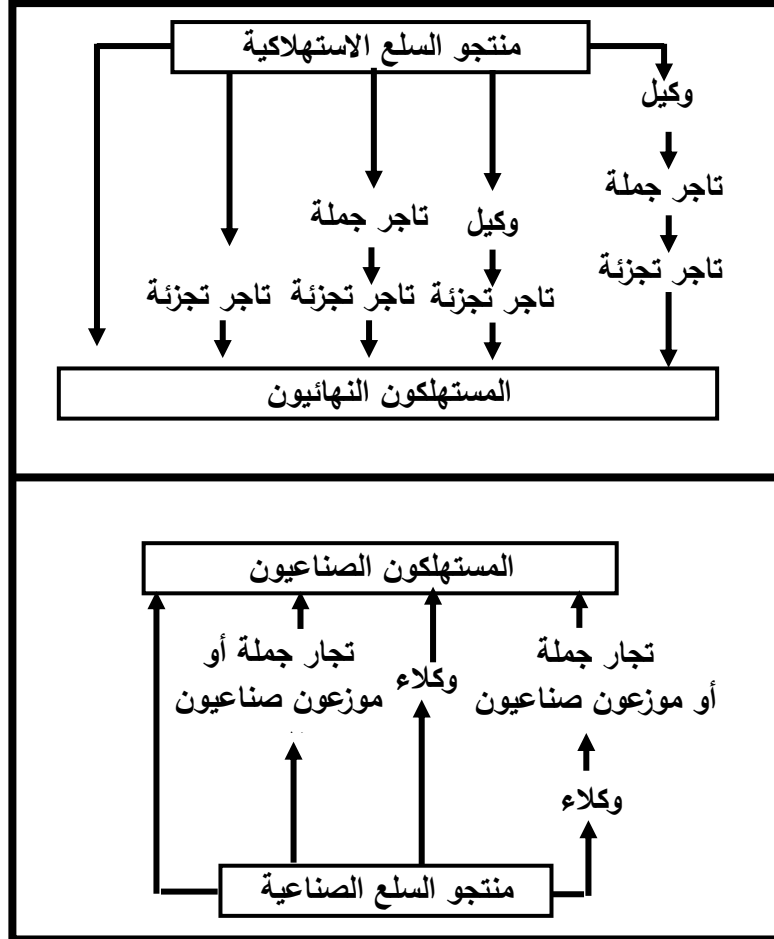 منتجو السلع الاستهلاكية
وكيل
تاجر جملة
تاجر جملة
وكيل
تاجر تجزئة
تاجر تجزئة
تاجر تجزئة
تاجر تجزئة
المستهلكون النهائيون
المستهلكون الصناعيون
تجار جملة
أو موزعون صناعيون
وكلاء
تجار جملة أو
موزعون صناعيون
وكلاء
منتجو السلع الصناعية